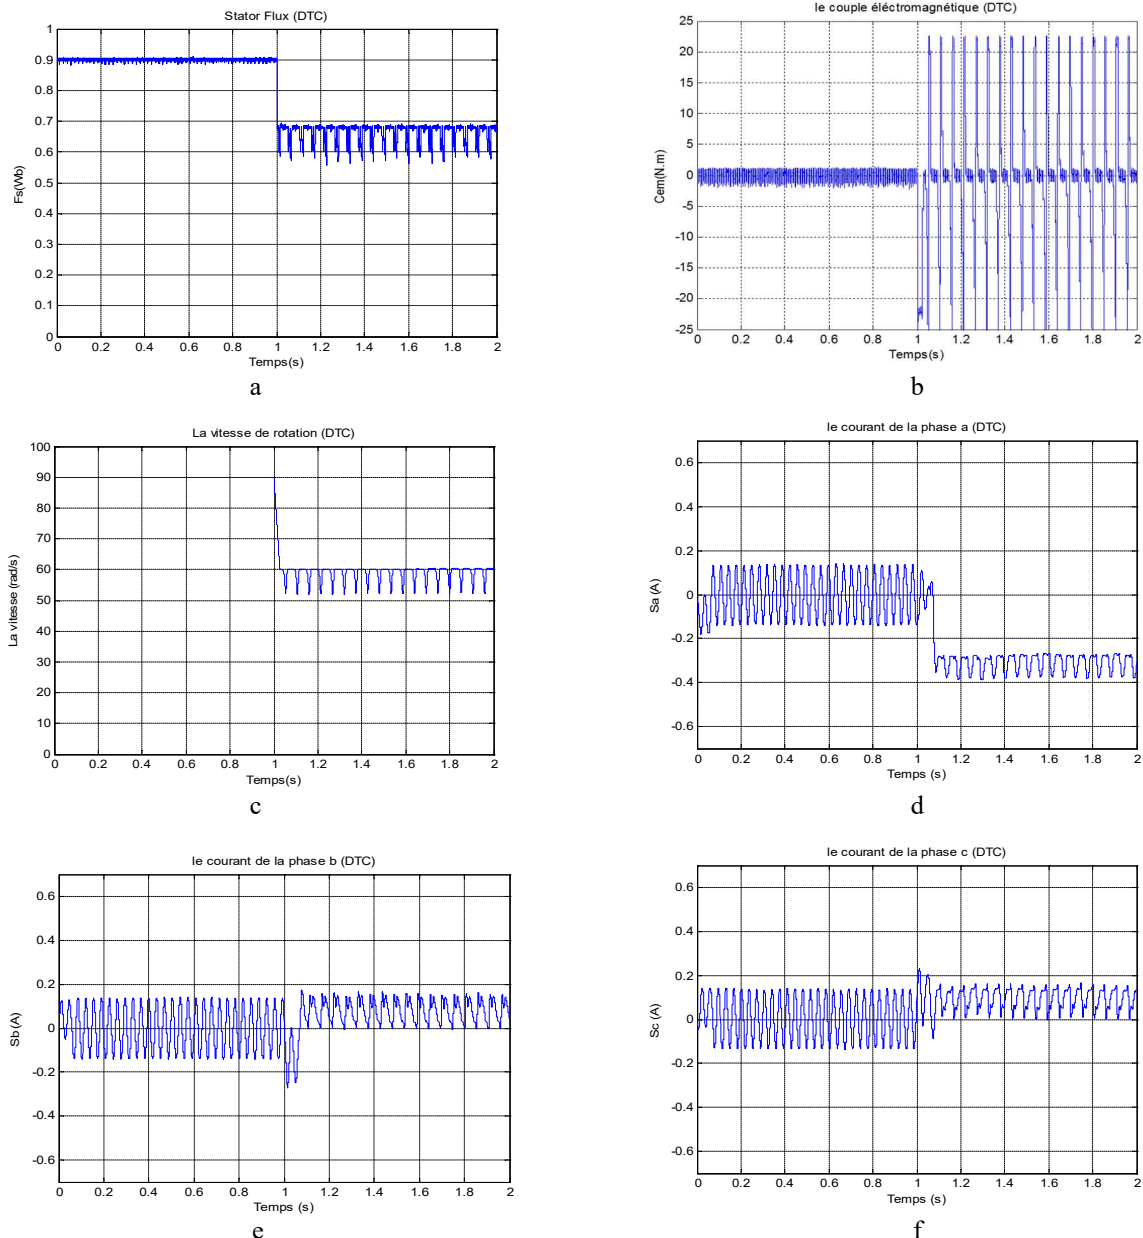 Stator Flux (DTC)
1
0.9
0.8
0.7
0.6
0.5
0.4
0.3
0.2
0.1
0
Fs(Wb)
0 0.2 0.4 0.6 0.8 1 1.2 1.4 1.6 1.8 2
Temps(s)
a
le couple éléctromagnétique (DTC)
25
20
15
10
5
0
-5
-10
-15
-20
-25
Cem(N.m)
0 0.2 0.4 0.6 0.8 1 1.2 1.4 1.6 1.8 2
Temps(s)
b
La vitesse de rotation (DTC)
100
90
80
70
60
50
40
30
20
10
0
La vitesse (rad/s)
0 0.2 0.4 0.6 0.8 1 1.2 1.4 1.6 1.8 2
Temps(s)
c
le courant de la phase a (DTC)
0.6
0.4
0.2
0
-0.2
-0.4
-0.6
Sa (A)
0 0.2 0.4 0.6 0.8 1 1.2 1.4 1.6 1.8 2
Temps (s)
d
le courant de la phase b (DTC)
0.6
0.4
0.2
0
-0.2
-0.4
-0.6
Sb (A)
0 0.2 0.4 0.6 0.8 1 1.2 1.4 1.6 1.8 2
Temps (s)
e
le courant de la phase c (DTC)
0.6
0.4
0.2
0
-0.2
-0.4
-0.6
Sc (A)
0 0.2 0.4 0.6 0.8 1 1.2 1.4 1.6 1.8 2
Temps (s)
f